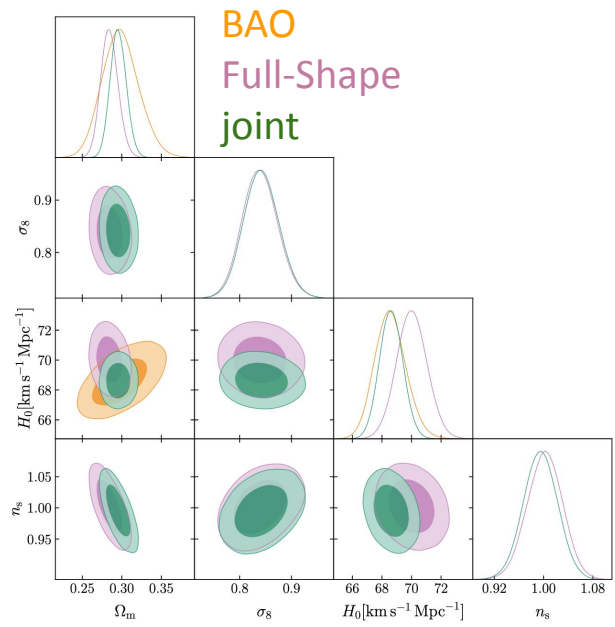 BAO
Full-Shape
joint
0.9
0.8
σ₈
72
70
68
66
H₀[km s⁻¹ Mpc⁻¹]
1.05
1.00
0.95
nₛ
0.25 0.30 0.35
0.8 0.9
66 68 70 72
0.92 1.00 1.08
Ωₘ
σ₈
H₀[km s⁻¹ Mpc⁻¹]
nₛ